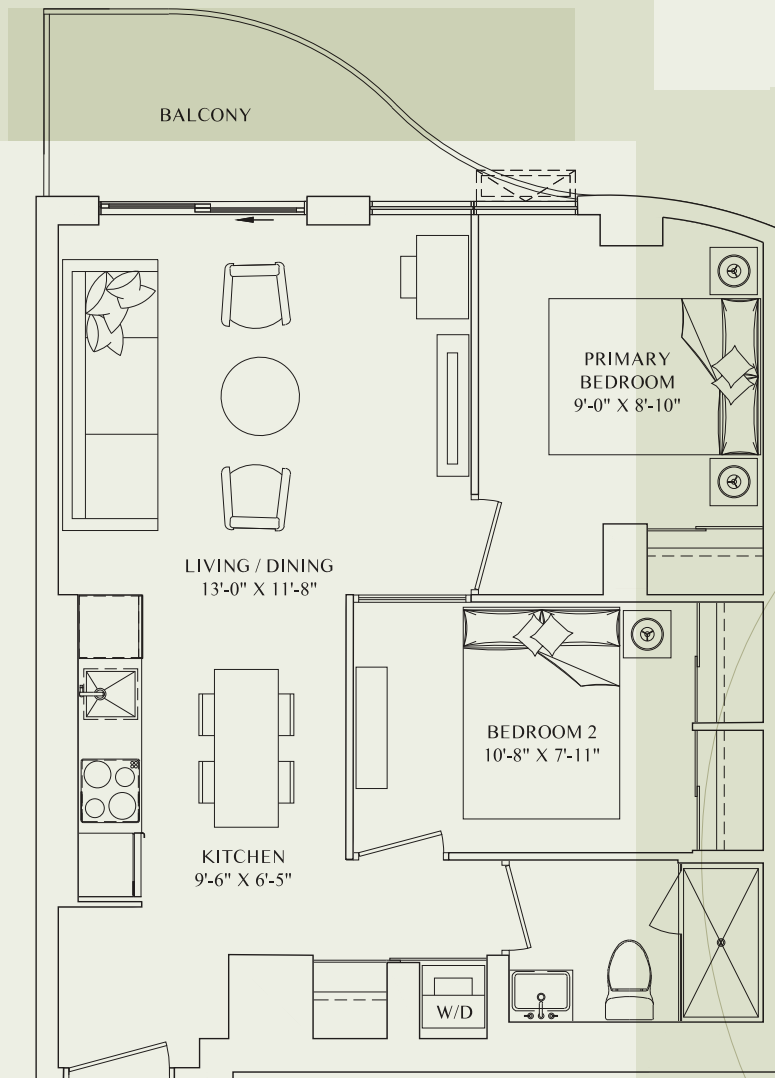 BALCONY
PRIMARY
BEDROOM
9'-0" X 8'-10"
LIVING / DINING
13'-0" X 11'-8"
BEDROOM 2
10'-8" X 7'-11"
KITCHEN
9'-6" X 6'-5"
W/D